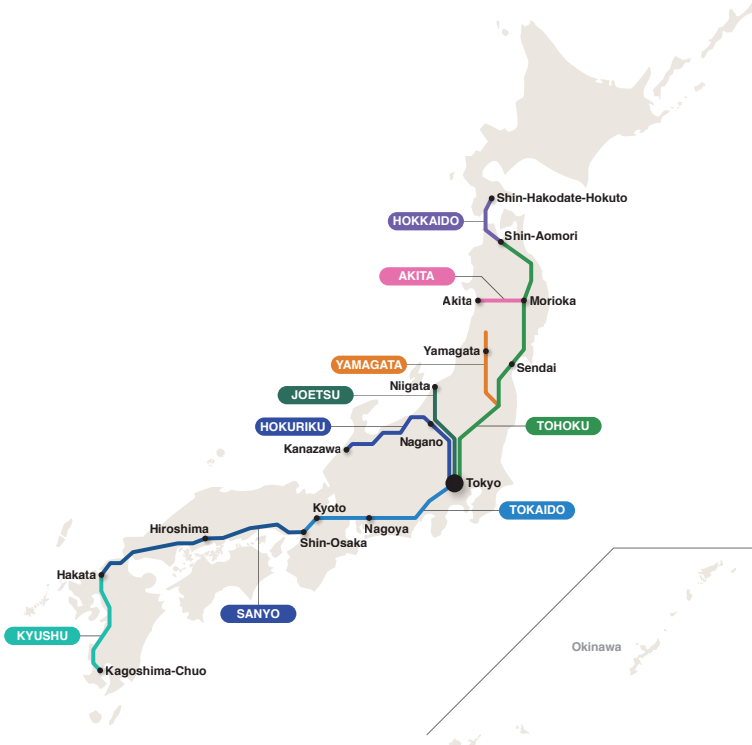 Shin-Hakodate-Hokuto
HOKKAIDO
Shin-Aomori
AKITA
Akita
Morioka
Yamagata
YAMAGATA
Sendai
Niigata
JOETSU
HOKURIKU
TOHOKU
Nagano
Kanazawa
Tokyo
Kyoto
TOKAIDO
Hiroshima
Nagoya
Shin-Osaka
Hakata
SANYO
KYUSHU
Okinawa
Kagoshima-Chuo